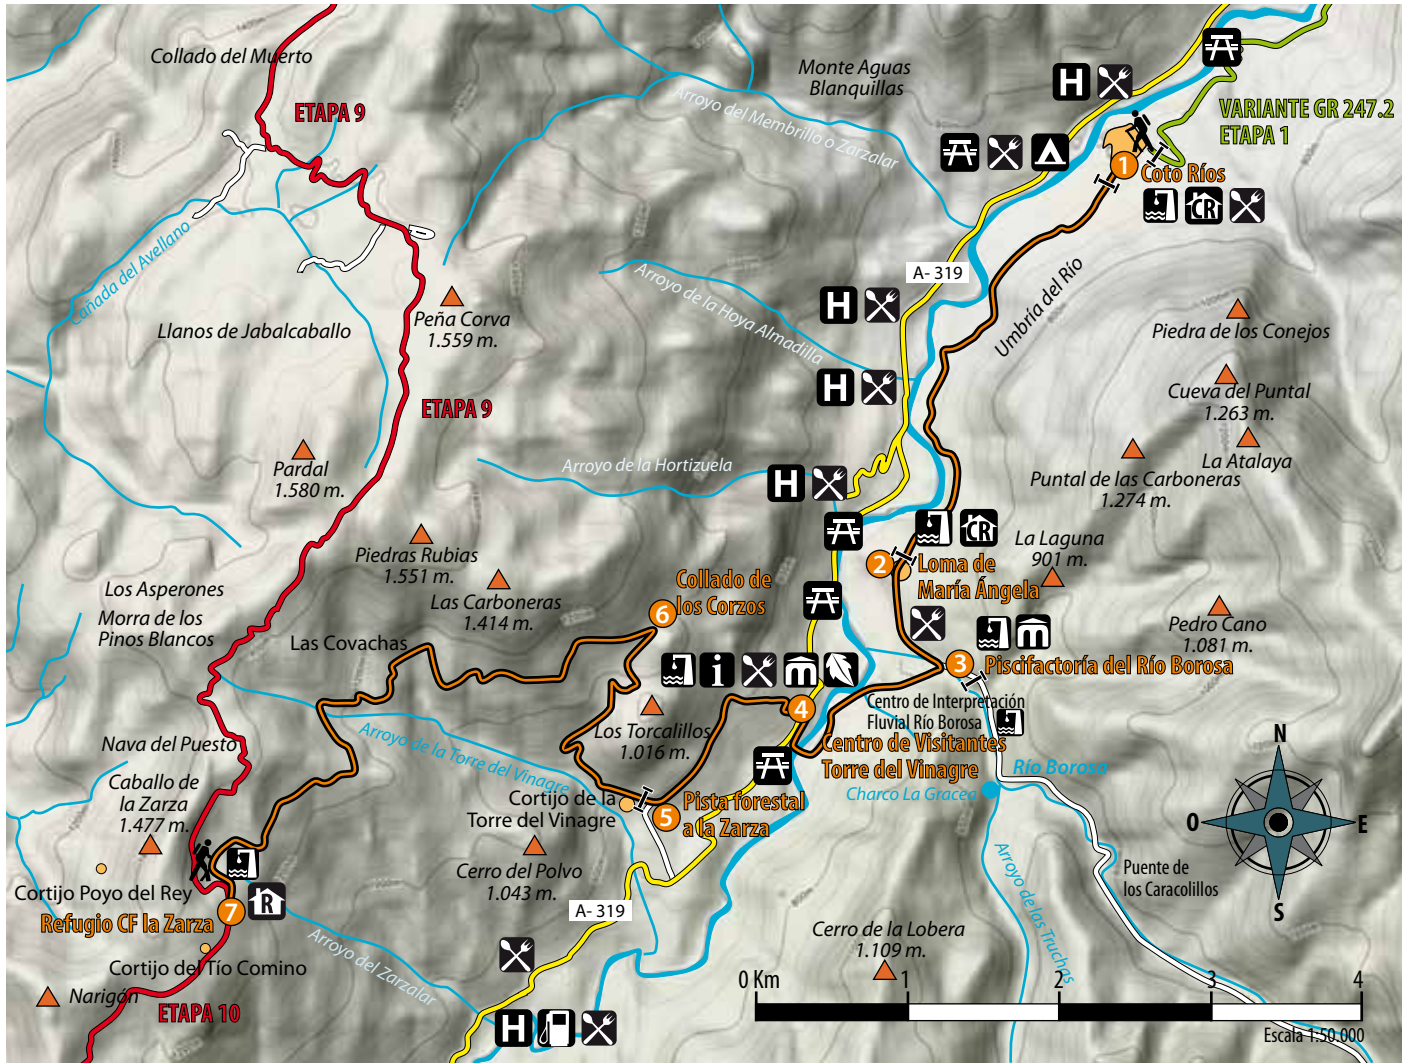 Collado del Muerto
ETAPA 9
Monte Aguas
Blanquillas
Arroyo del Membrillo o Zarzalar
H
VARIANTE GR 247.2
ETAPA 1
1
Coto Ríos
CR
Cañada del Avellano
A- 319
Umbría del Río
Arroyo de la Hoya Almadilla
H
Peña Corva
1.559 m.
Llanos de Jabalcaballo
Piedra de los Conejos
H
ETAPA 9
Cueva del Puntal
1.263 m.
La Atalaya
Pardal
1.580 m.
Arroyo de la Hortizuela
H
Puntal de las Carboneras
1.274 m.
CR
La Laguna
901 m.
Piedras Rubias
1.551 m.
2
Loma de
María Ángela
Las Carboneras
1.414 m.
Collado de
los Corzos
6
Los Asperones
Morra de los
Pinos Blancos
Las Covachas
Pedro Cano
1.081 m.
3
Piscifactoría del Río Borosa
i
4
Centro de Interpretación
Fluvial Río Borosa
Los Torcalillos
1.016 m.
Centro de Visitantes
Torre del Vinagre
Arroyo de la Torre del Vinagre
Nava del Puesto
Caballo de
la Zarza
1.477 m.
Río Borosa
Charco La Gracea
N
O
E
S
Cortijo de la
Torre del Vinagre
5
Pista forestal
a la Zarza
Cerro del Polvo
1.043 m.
Puente de
los Caracolillos
Arroyo de las Truchas
Cortijo Poyo del Rey
Refugio CF la Zarza
7
R
A- 319
Cerro de la Lobera
1.109 m.
Arroyo del Zarzalar
Cortijo del Tío Comino
Narigón
ETAPA 10
H
0 Km
1
2
3
4
Escala 1:50.000